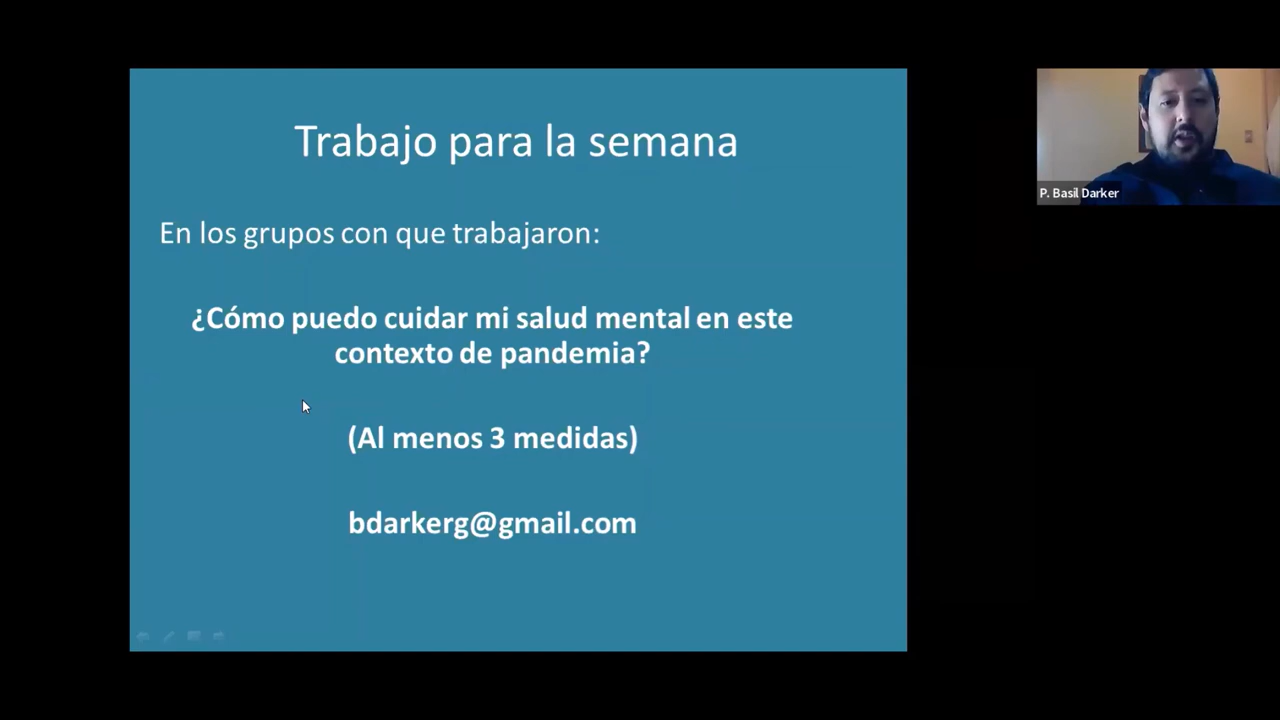 Trabajo para la semana
En los grupos con que trabajaron:
¿Cómo puedo cuidar mi salud mental en este
contexto de pandemia?
(Al menos 3 medidas)
bdarkerg@gmail.com
P. Basil Darker